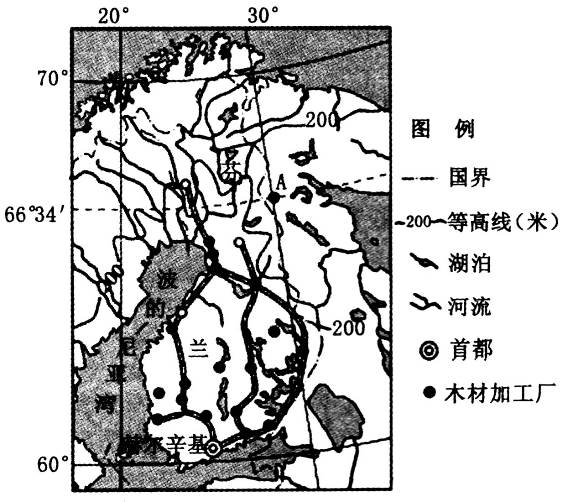 20° 30°
70°
200
芬
A
66°34′
波
的
尼
亚
湾
兰
200
赫尔辛基
60°
图 例
国界
200 等高线(米)
湖泊
河流
首都
木材加工厂